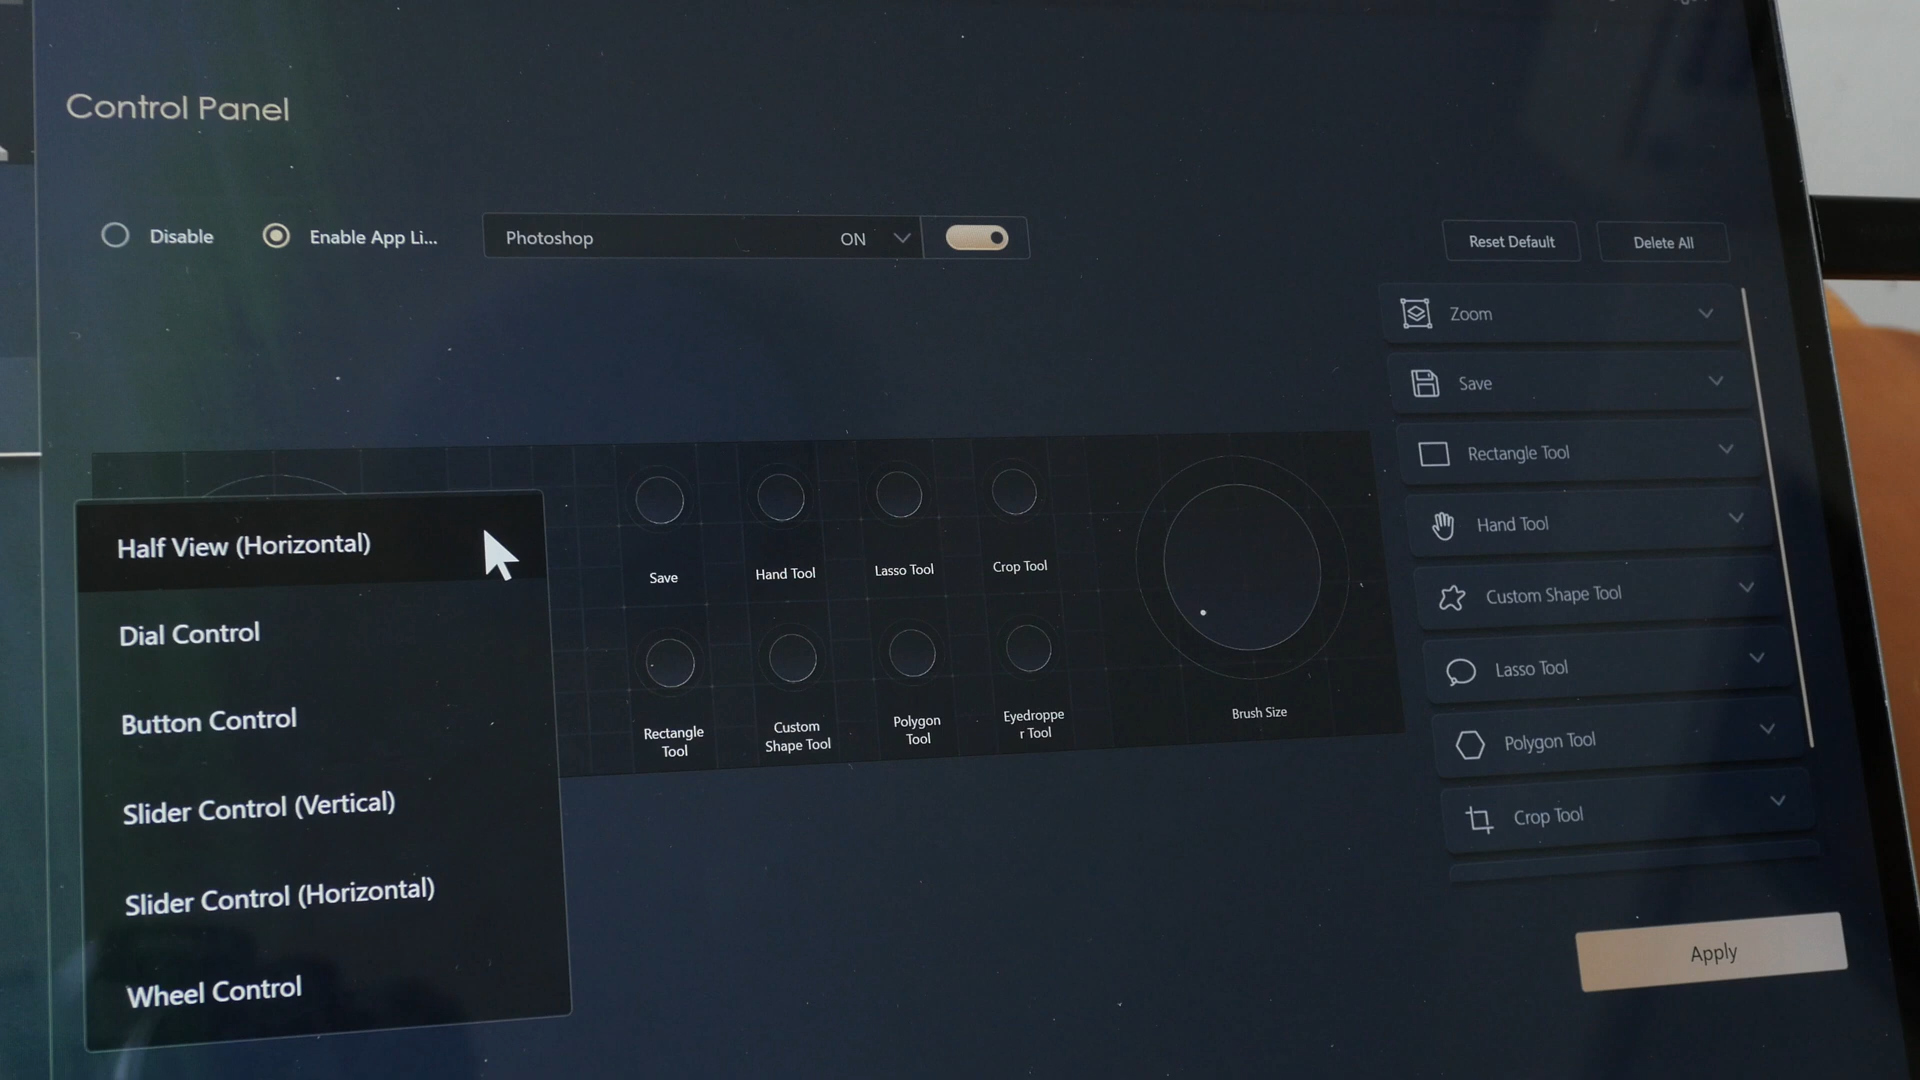 Control Panel
Disable
Enable App Li...
Photoshop
ON
Reset Default
Delete All
Zoom
Save
Rectangle Tool
Hand Tool
Custom Shape Tool
Lasso Tool
Polygon Tool
Crop Tool
Half View (Horizontal)
Dial Control
Button Control
Slider Control (Vertical)
Slider Control (Horizontal)
Wheel Control
Save
Hand Tool
Lasso Tool
Crop Tool
Rectangle
Tool
Custom
Shape Tool
Polygon
Tool
Eyedroppe
r Tool
Brush Size
Apply